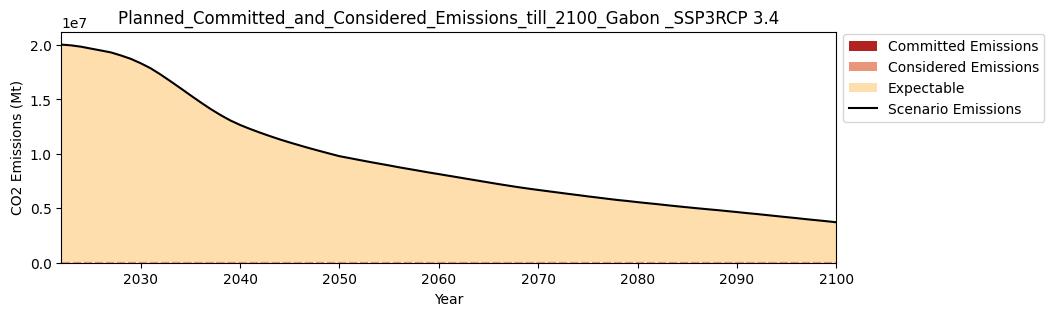 Planned_Committed_and_Considered_Emissions_till_2100_Gabon _SSP3RCP 3.4
1e7
2.0
1.5
1.0
0.5
0.0
CO2 Emissions (Mt)
2030 2040 2050 2060 2070 2080 2090 2100
Year
Committed Emissions
Considered Emissions
Expectable
Scenario Emissions